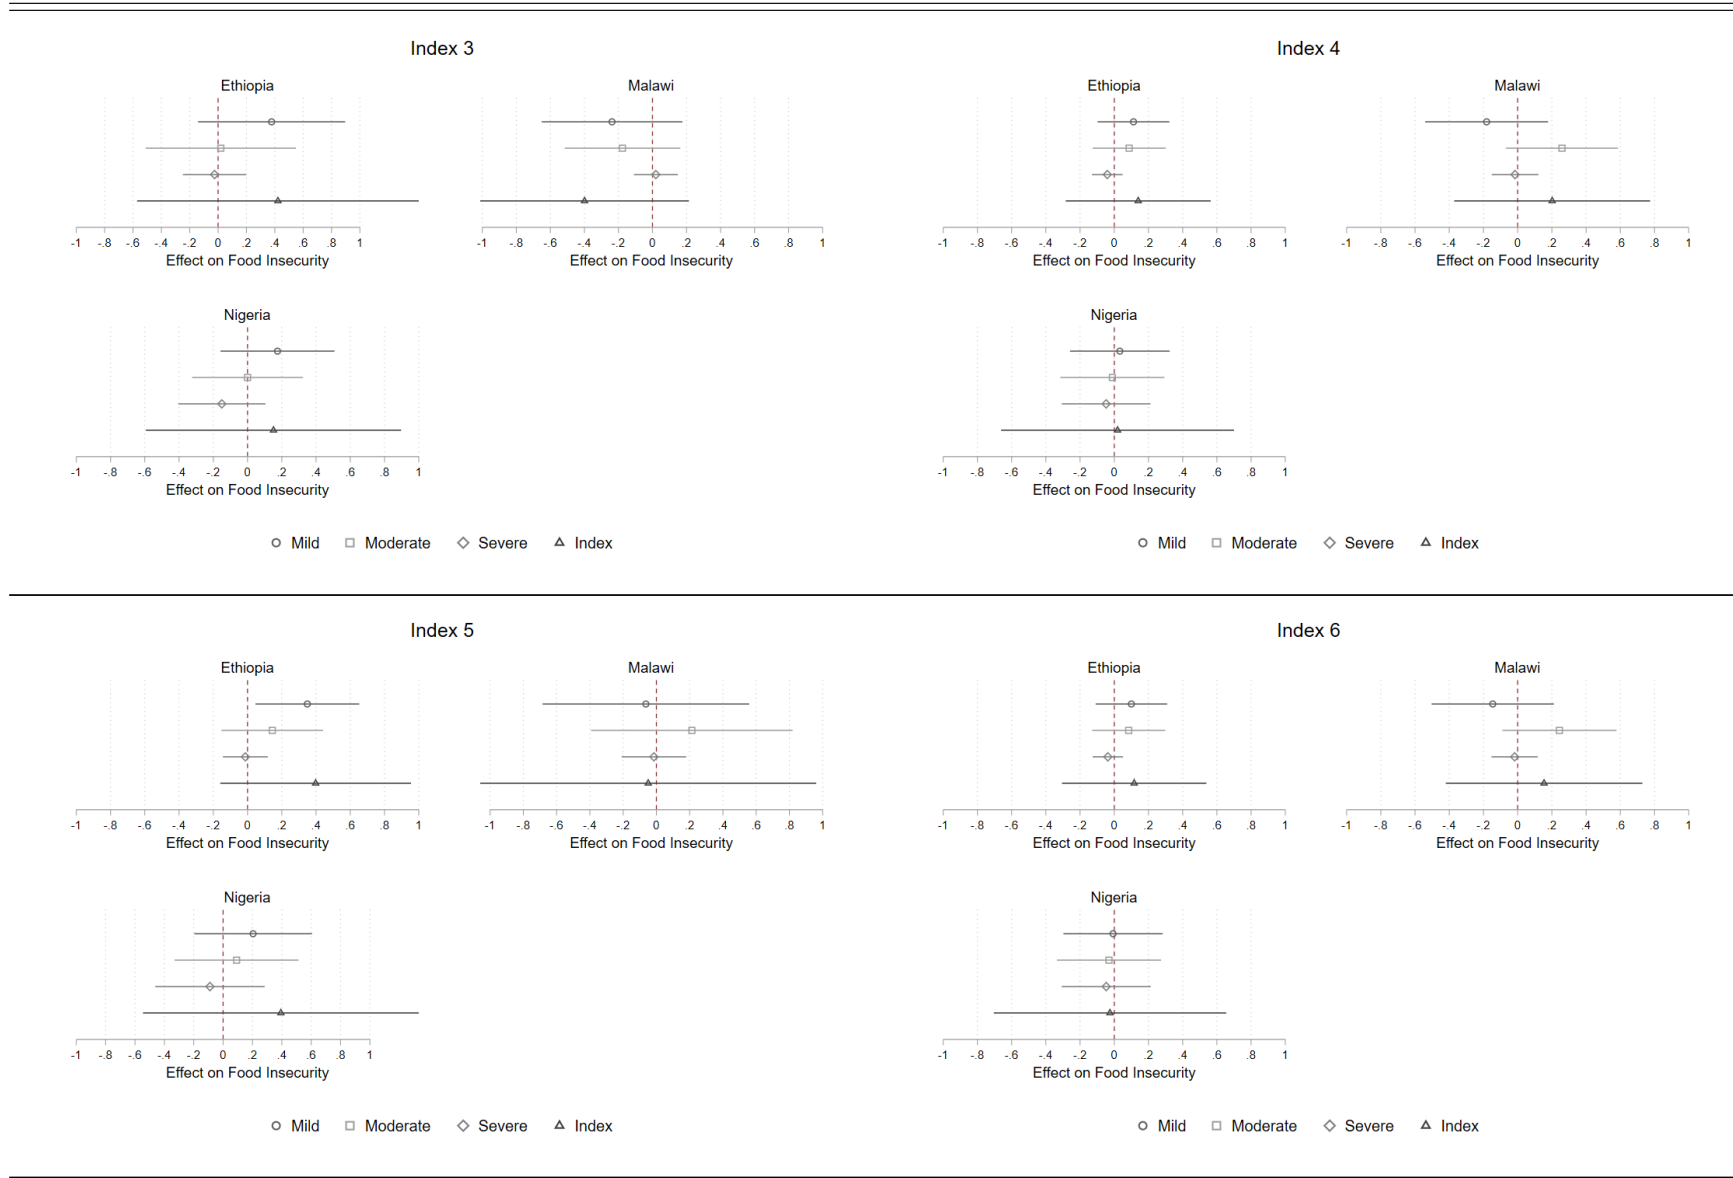 Index 3
Ethiopia
Malawi
-1 -.8 -.6 -.4 -.2 0 .2 .4 .6 .8 1
Effect on Food Insecurity
-1 -.8 -.6 -.4 -.2 0 .2 .4 .6 .8 1
Effect on Food Insecurity
Nigeria
-1 -.8 -.6 -.4 -.2 0 .2 .4 .6 .8 1
Effect on Food Insecurity
Mild Moderate Severe Index
Index 4
Ethiopia
Malawi
-1 -.8 -.6 -.4 -.2 0 .2 .4 .6 .8 1
Effect on Food Insecurity
-1 -.8 -.6 -.4 -.2 0 .2 .4 .6 .8 1
Effect on Food Insecurity
Nigeria
-1 -.8 -.6 -.4 -.2 0 .2 .4 .6 .8 1
Effect on Food Insecurity
Mild Moderate Severe Index
Index 5
Ethiopia
Malawi
-1 -.8 -.6 -.4 -.2 0 .2 .4 .6 .8 1
Effect on Food Insecurity
-1 -.8 -.6 -.4 -.2 0 .2 .4 .6 .8 1
Effect on Food Insecurity
Nigeria
-1 -.8 -.6 -.4 -.2 0 .2 .4 .6 .8 1
Effect on Food Insecurity
Mild Moderate Severe Index
Index 6
Ethiopia
Malawi
-1 -.8 -.6 -.4 -.2 0 .2 .4 .6 .8 1
Effect on Food Insecurity
-1 -.8 -.6 -.4 -.2 0 .2 .4 .6 .8 1
Effect on Food Insecurity
Nigeria
-1 -.8 -.6 -.4 -.2 0 .2 .4 .6 .8 1
Effect on Food Insecurity
Mild Moderate Severe Index